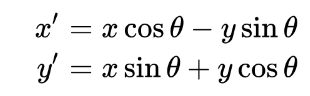 x′ = x cos θ − y sin θ
y′ = x sin θ + y cos θ